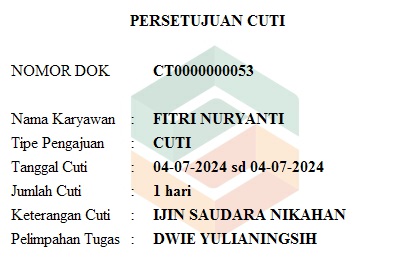 PERSETUJUAN CUTI
NOMOR DOK CT0000000053
Nama Karyawan : FITRI NURYANTI
Tipe Pengajuan : CUTI
Tanggal Cuti : 04-07-2024 sd 04-07-2024
Jumlah Cuti : 1 hari
Keterangan Cuti : IJIN SAUDARA NIKAHAN
Pelimpahan Tugas : DWIE YULIANINGSIH